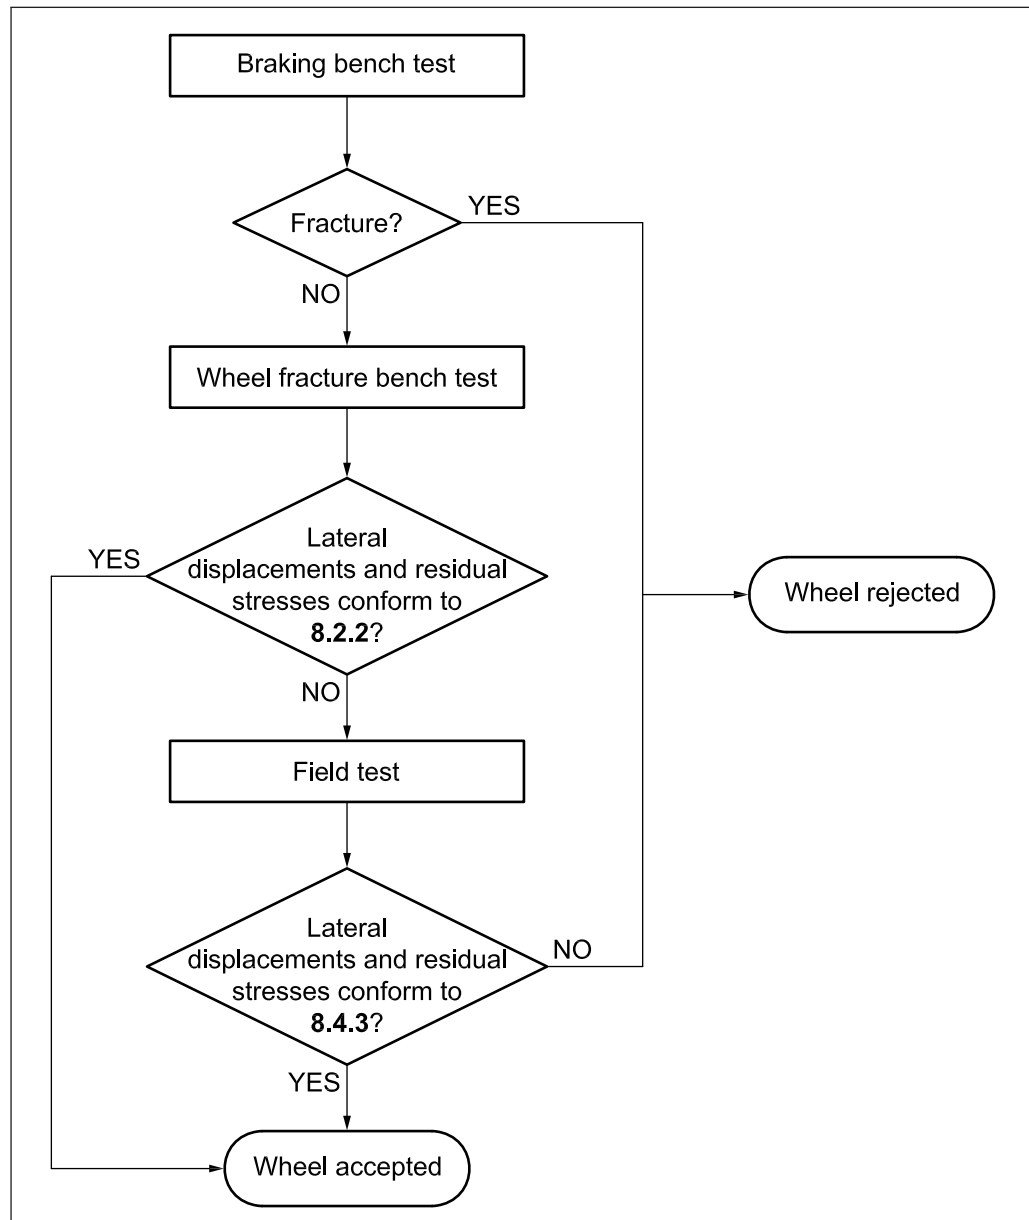 Braking bench test
Fracture?
YES
NO
Wheel fracture bench test
Lateral
displacements and residual
stresses conform to
8.2.2?
YES
NO
Wheel rejected
Field test
Lateral
displacements and residual
stresses conform to
8.4.3?
NO
YES
Wheel accepted